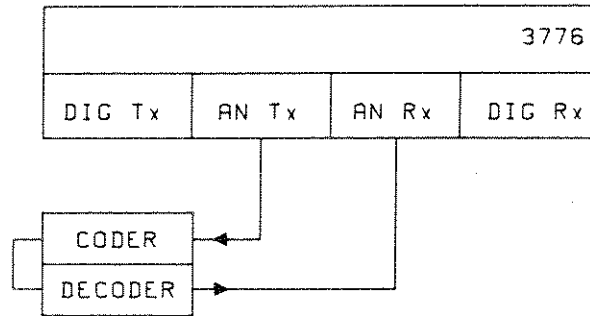 3776
DIG Tx AN Tx AN Rx DIG Rx
CODER
DECODER